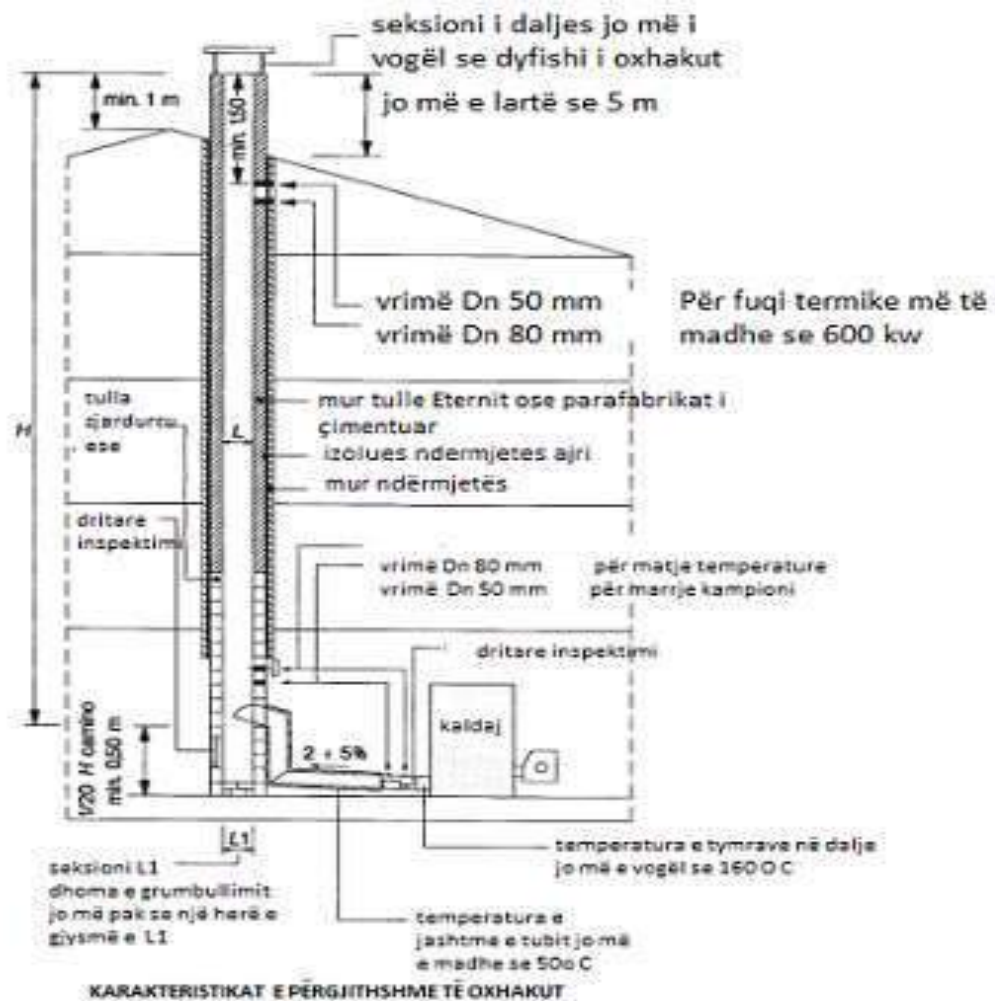 seksioni i daljes jo më i
vogël se dyfishi i oxhakut
min. 1 m
min. 1,50
jo më e lartë se 5 m
vrimë Dn 50 mm
vrimë Dn 80 mm
Për fuqi termike më të
madhe se 600 kw
tulla
zjarduru
ese
H
L
mur tulle Eternit ose parafabrikat i
çimentuar
izolues ndermjetes ajri
mur ndërmjetës
dritare
inspektimi
vrimë Dn 80 mm
për matje temperature
vrimë Dn 50 mm
për marrje kampioni
dritare inspektimi
kaldaj
1/20 H camino
min. 0,50 m
2 ÷ 5%
L1
seksioni L1
dhoma e grumbullimit
jo më pak se një herë e
gjysmë e L1
temperatura e tymrave në dalje
jo më e vogël se 160 O C
temperatura e
jashtme e tubit jo më
e madhe se 50o C
KARAKTERISTIKAT E PËRGJITHSHME TË OXHAKUT